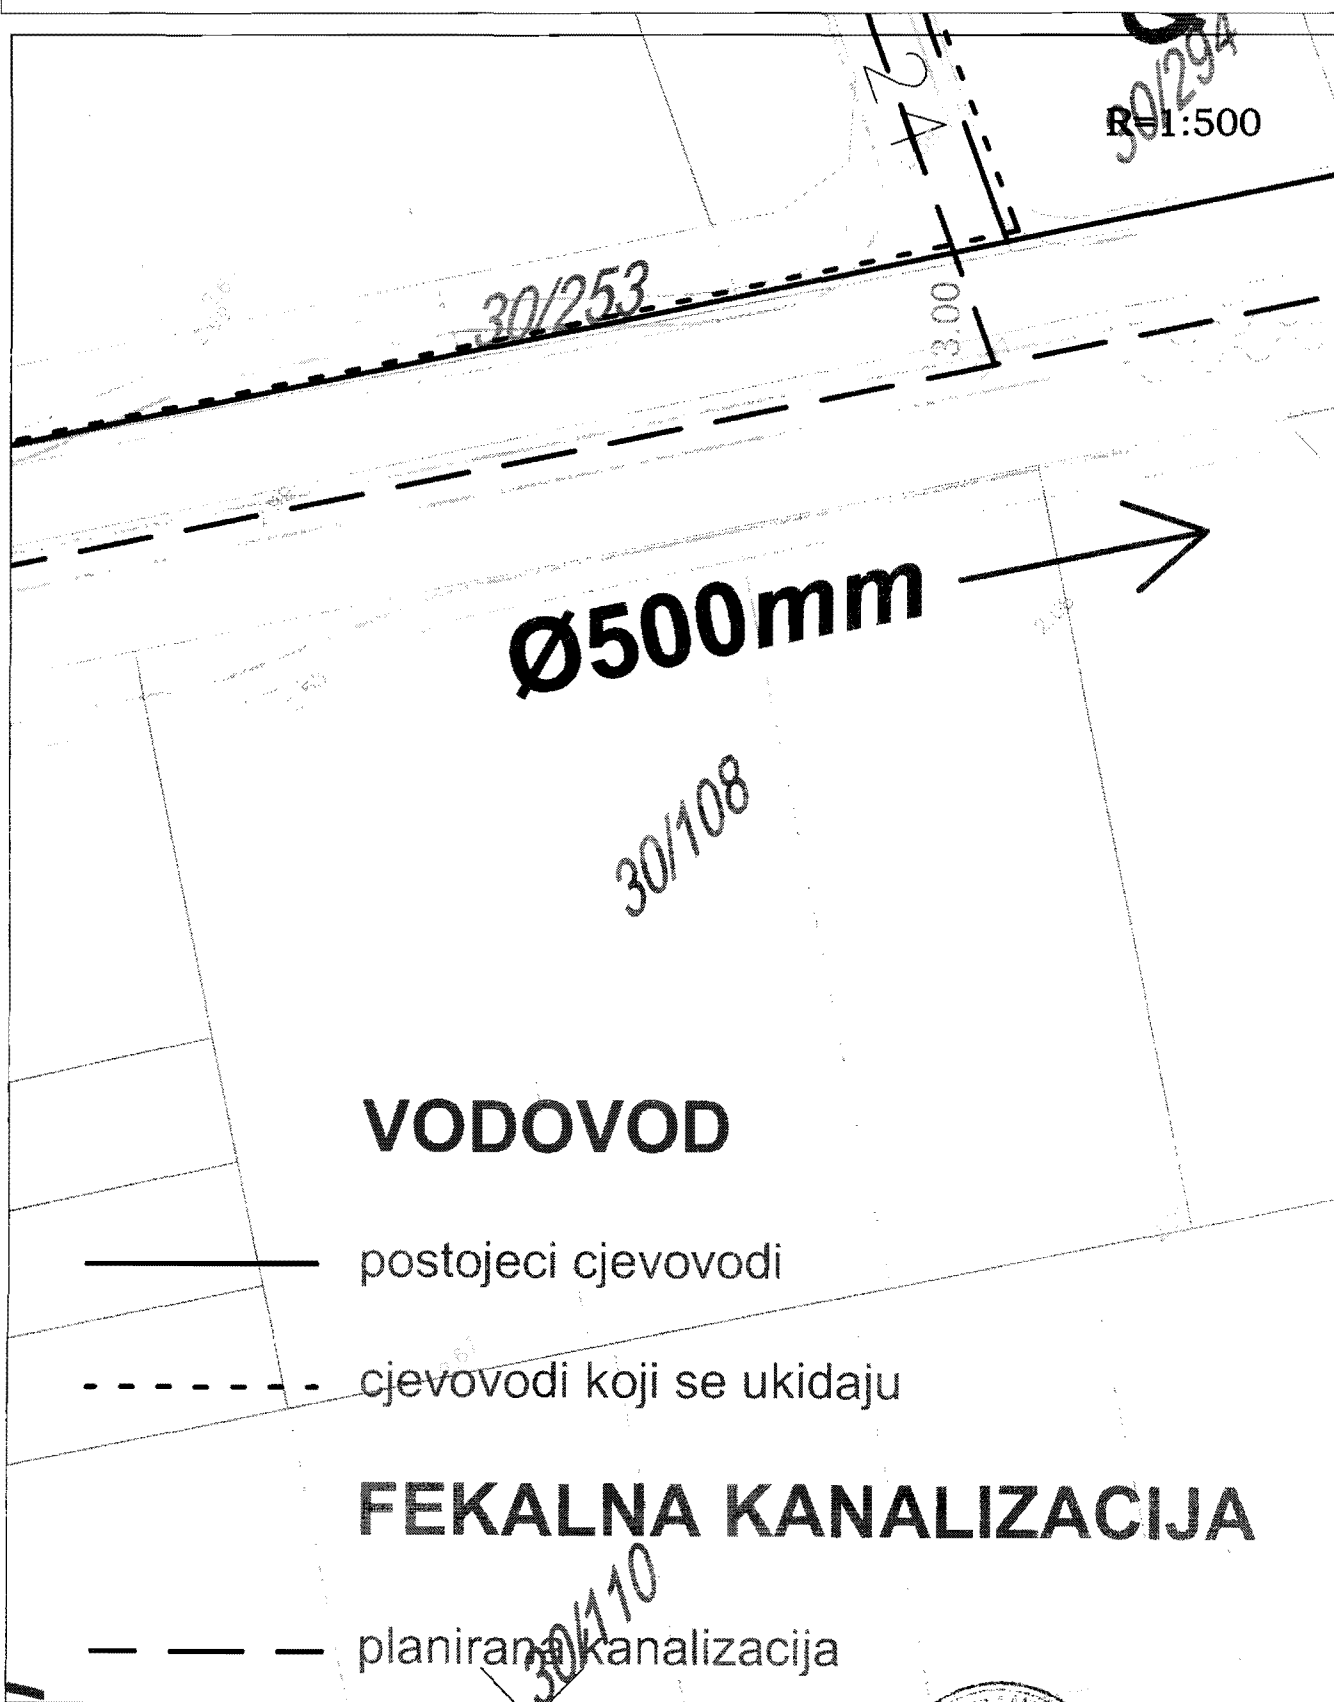 24
30/294
R=1:500
30/253
3.00
Ø500mm
30/108
VODOVOD
postojeci cjevovodi
cjevovodi koji se ukidaju
FEKALNA KANALIZACIJA
30/110
planirana kanalizacija